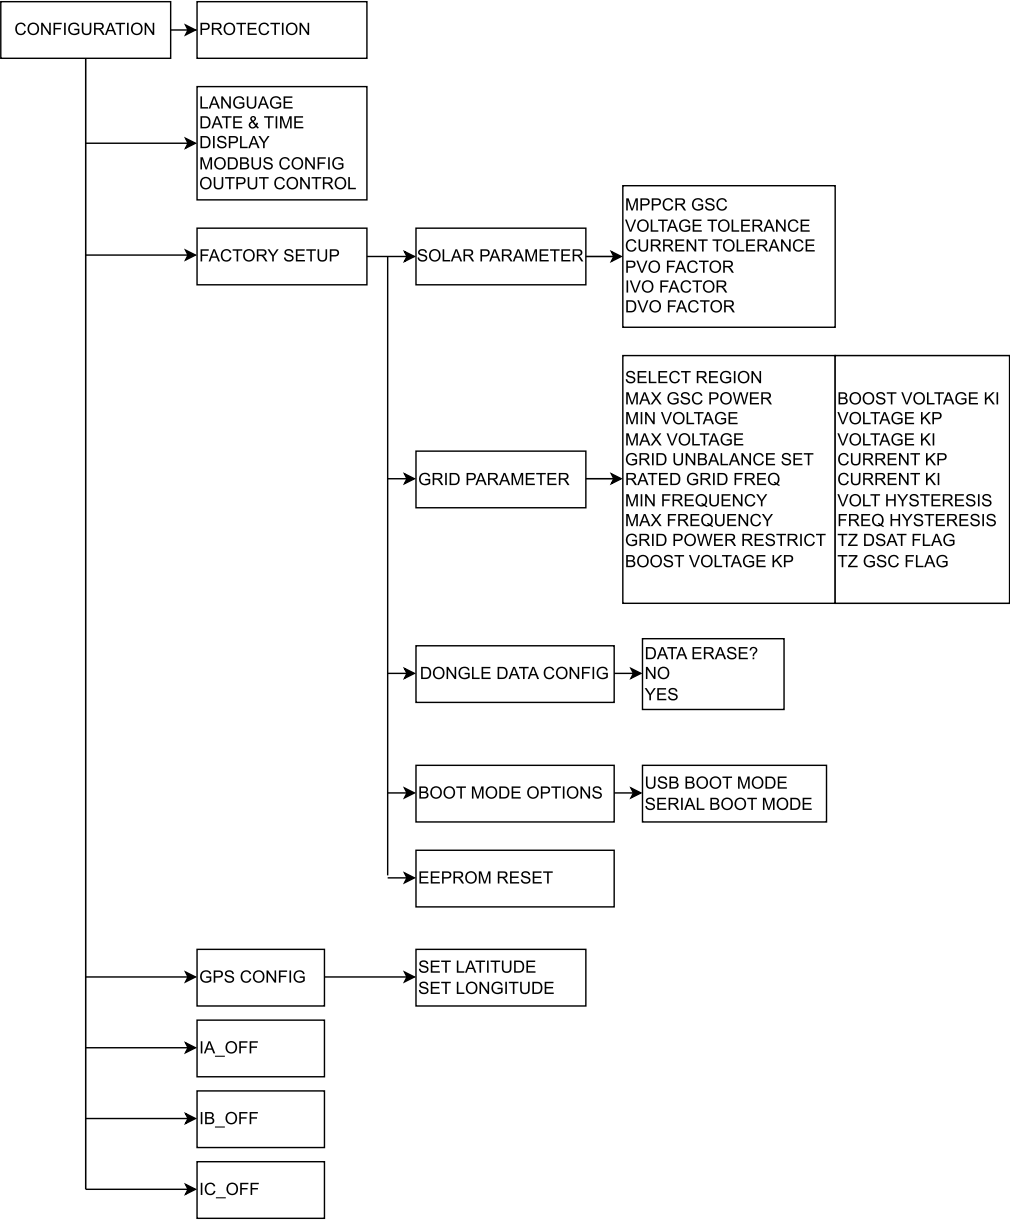 CONFIGURATION
PROTECTION
LANGUAGE
DATE & TIME
DISPLAY
MODBUS CONFIG
OUTPUT CONTROL
FACTORY SETUP
SOLAR PARAMETER
MPPCR GSC
VOLTAGE TOLERANCE
CURRENT TOLERANCE
PVO FACTOR
IVO FACTOR
DVO FACTOR
GRID PARAMETER
SELECT REGION
MAX GSC POWER
MIN VOLTAGE
MAX VOLTAGE
GRID UNBALANCE SET
RATED GRID FREQ
MIN FREQUENCY
MAX FREQUENCY
GRID POWER RESTRICT
BOOST VOLTAGE KP
BOOST VOLTAGE KI
VOLTAGE KP
VOLTAGE KI
CURRENT KP
CURRENT KI
VOLT HYSTERESIS
FREQ HYSTERESIS
TZ DSAT FLAG
TZ GSC FLAG
DONGLE DATA CONFIG
DATA ERASE?
NO
YES
BOOT MODE OPTIONS
USB BOOT MODE
SERIAL BOOT MODE
EEPROM RESET
GPS CONFIG
SET LATITUDE
SET LONGITUDE
IA_OFF
IB_OFF
IC_OFF